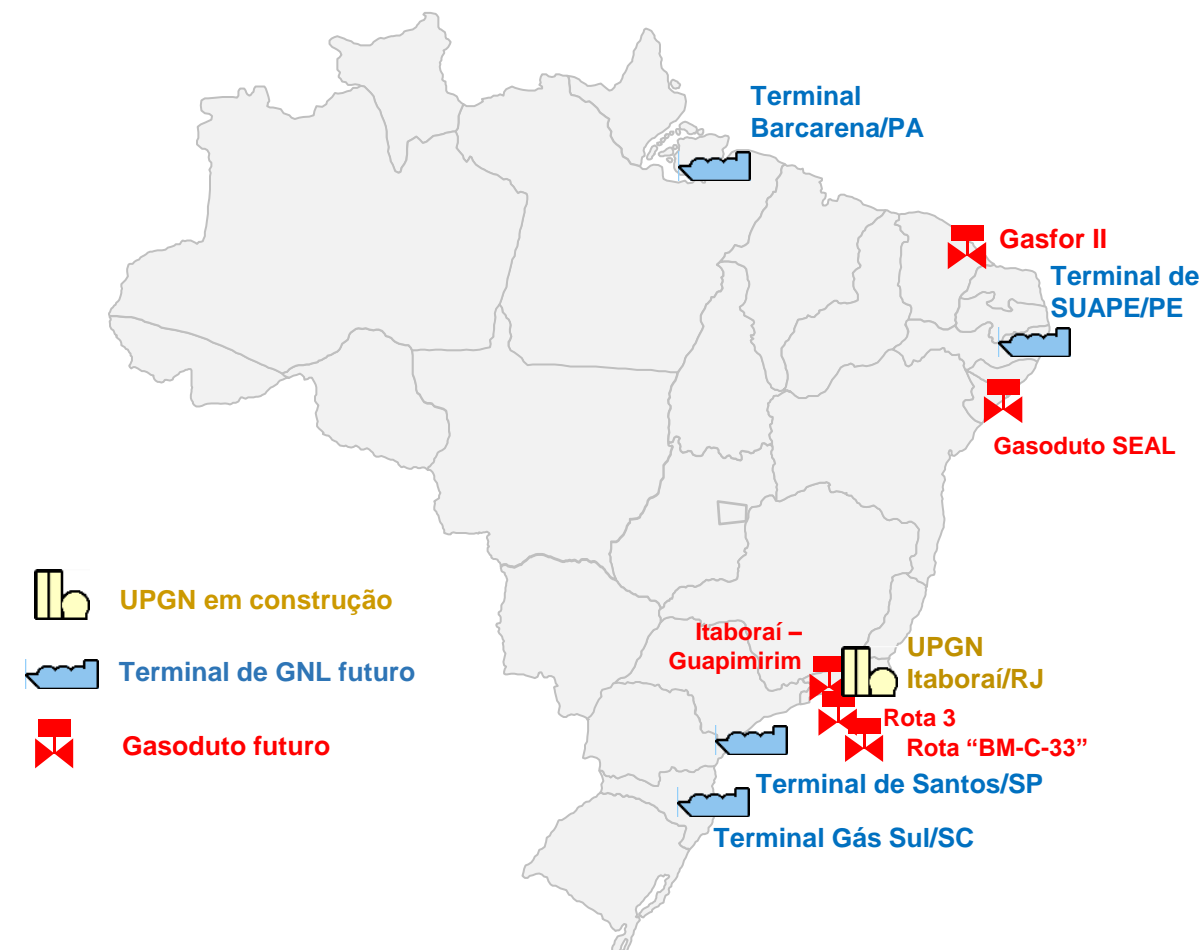 Terminal
Barcarena/PA
Gasfor II
Terminal de
SUAPE/PE
Gasoduto SEAL
UPGN em construção
Terminal de GNL futuro
Gasoduto futuro
Itaboraí –
Guapimirim
UPGN
Itaboraí/RJ
Rota 3
Rota “BM-C-33”
Terminal de Santos/SP
Terminal Gás Sul/SC